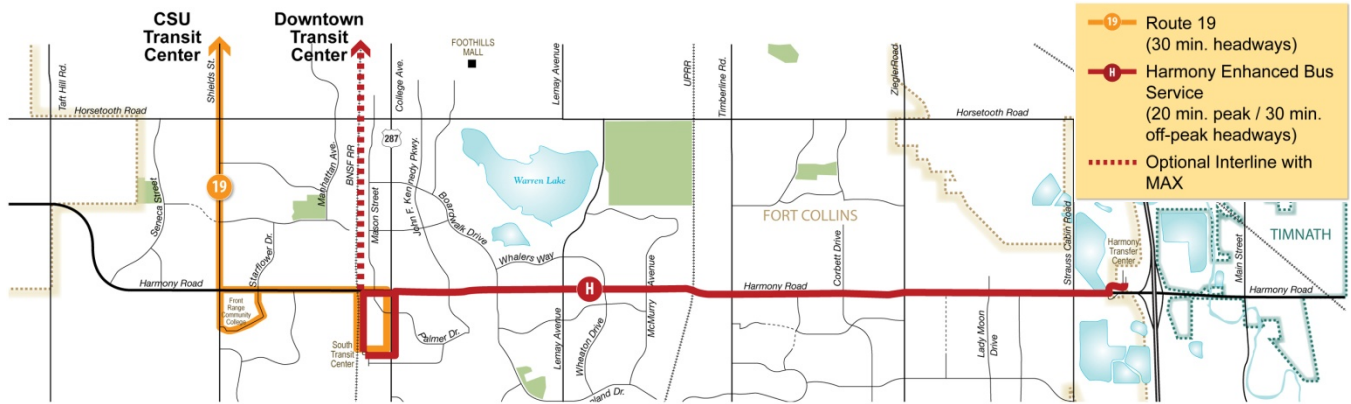 CSU
Transit
Center
Downtown
Transit
Center
FOOTHILLS
MALL
19
Route 19
(30 min. headways)
H
Harmony Enhanced Bus
Service
(20 min. peak / 30 min.
off-peak headways)
Optional Interline with
MAX
Taft Hill Rd.
Shields St.
College Ave.
Lemay Avenue
UPRR
Timberline Rd.
ZieglerRoad
Horsetooth Road
Horsetooth Road
287
Seneca Street
19
Manhattan Ave.
BNSF RR
Mason Street
John F. Kennedy Pkwy.
Boardwalk Drive
Warren Lake
FORT COLLINS
Strauss Cabin Road
Harmony
Transfer
Center
Main Street
TIMNATH
Starflower Dr.
Whalers Way
McMurry Avenue
Corbett Drive
Harmony Road
H
Harmony Road
Harmony Road
Front
Range
Community
College
South
Transit
Center
Palmer Dr.
Lemay Avenue
Wheaton Drive
Lady Moon
Drive